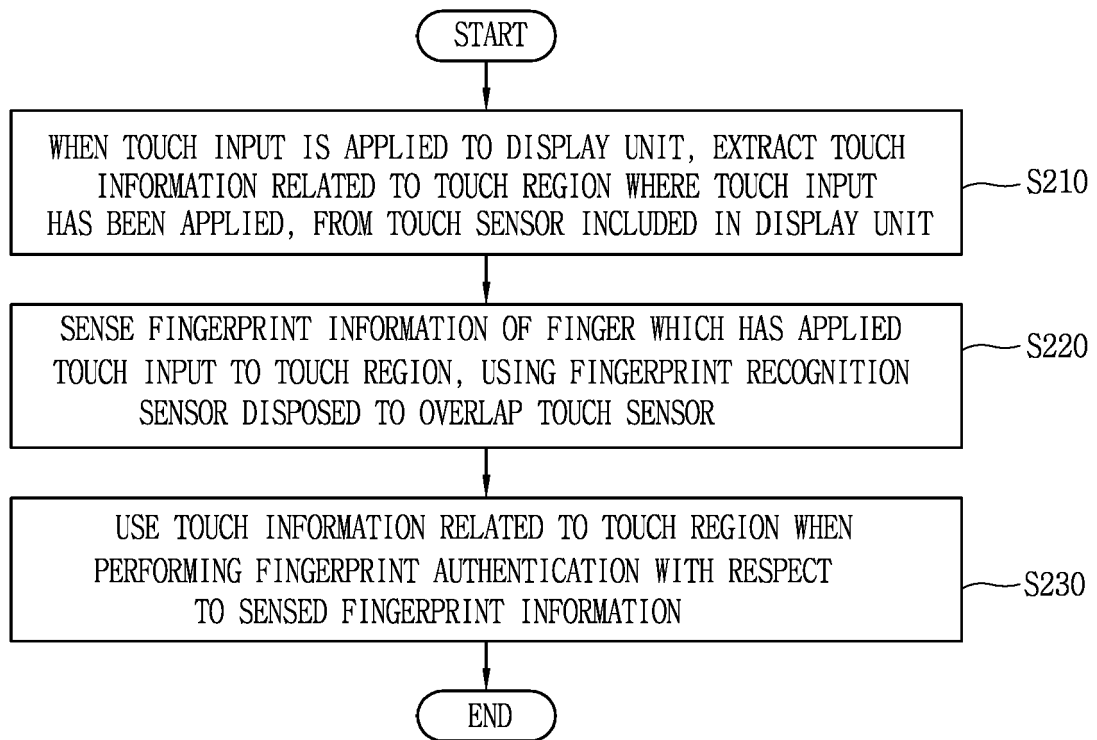 START
WHEN TOUCH INPUT IS APPLIED TO DISPLAY UNIT, EXTRACT TOUCH
INFORMATION RELATED TO TOUCH REGION WHERE TOUCH INPUT
HAS BEEN APPLIED, FROM TOUCH SENSOR INCLUDED IN DISPLAY UNIT
S210
SENSE FINGERPRINT INFORMATION OF FINGER WHICH HAS APPLIED
TOUCH INPUT TO TOUCH REGION, USING FINGERPRINT RECOGNITION
SENSOR DISPOSED TO OVERLAP TOUCH SENSOR
S220
USE TOUCH INFORMATION RELATED TO TOUCH REGION WHEN
PERFORMING FINGERPRINT AUTHENTICATION WITH RESPECT
TO SENSED FINGERPRINT INFORMATION
S230
END